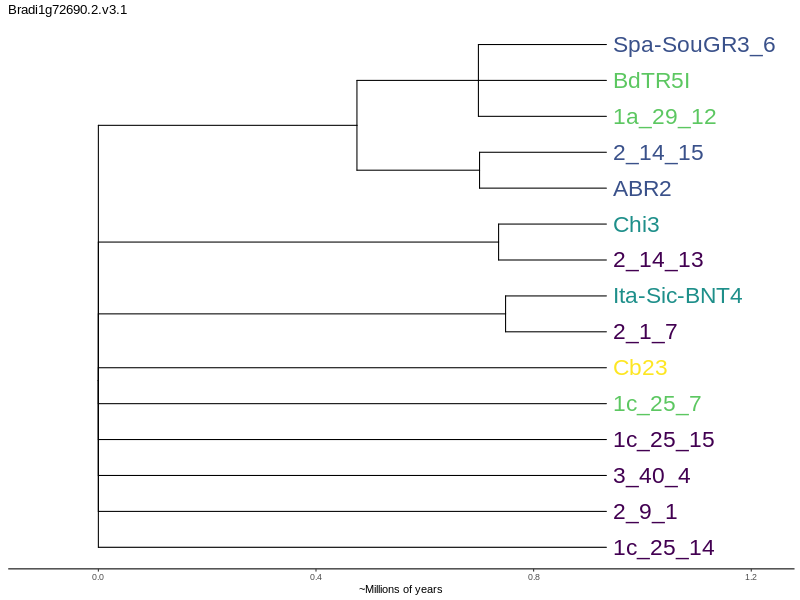 Bradi1g72690.2.v3.1
Spa-SouGR3_6
BdTR5I
1a_29_12
2_14_15
ABR2
Chi3
2_14_13
Ita-Sic-BNT4
2_1_7
Cb23
1c_25_7
1c_25_15
3_40_4
2_9_1
1c_25_14
0.0 0.4 0.8 1.2
~Millions of years